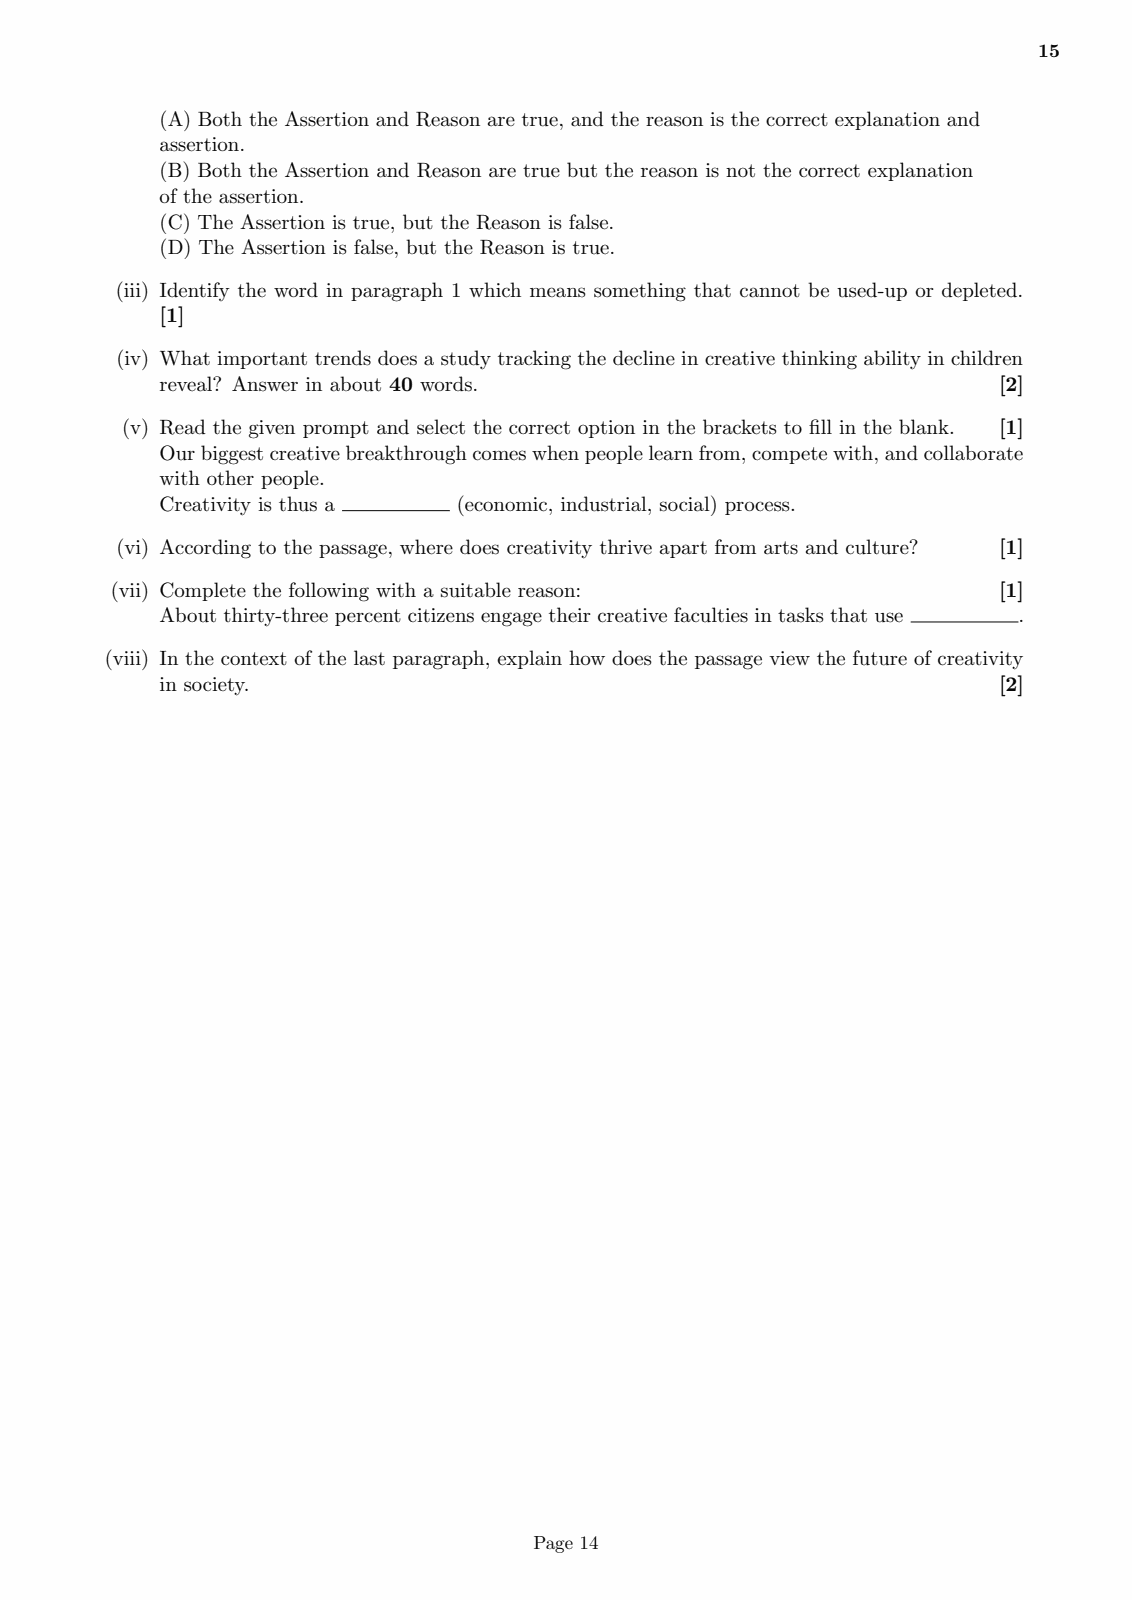 15
(A) Both the Assertion and Reason are true, and the reason is the correct explanation and
assertion.
(B) Both the Assertion and Reason are true but the reason is not the correct explanation
of the assertion.
(C) The Assertion is true, but the Reason is false.
(D) The Assertion is false, but the Reason is true.
(iii) Identify the word in paragraph 1 which means something that cannot be used-up or depleted.
[1]
(iv) What important trends does a study tracking the decline in creative thinking ability in children
reveal? Answer in about 40 words. [2]
(v) Read the given prompt and select the correct option in the brackets to fill in the blank. [1]
Our biggest creative breakthrough comes when people learn from, compete with, and collaborate
with other people.
Creativity is thus a __________ (economic, industrial, social) process.
(vi) According to the passage, where does creativity thrive apart from arts and culture? [1]
(vii) Complete the following with a suitable reason: [1]
About thirty-three percent citizens engage their creative faculties in tasks that use __________.
(viii) In the context of the last paragraph, explain how does the passage view the future of creativity
in society. [2]
Page 14